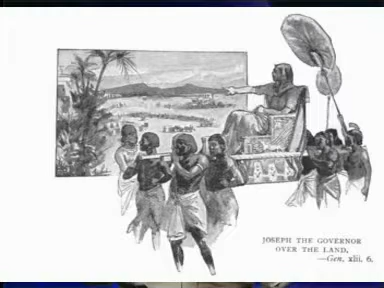 JOSEPH THE GOVERNOR
OVER THE LAND.
—Gen, xlii. 6.